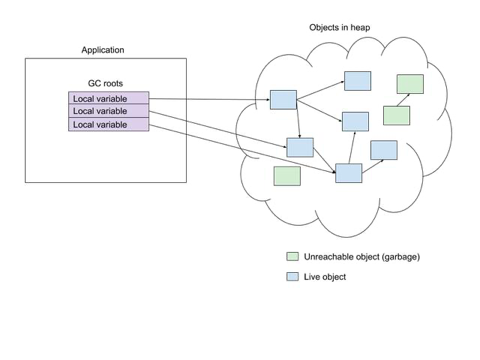 Objects in heap
Application
GC roots
Local variable
Local variable
Local variable
Unreachable object (garbage)
Live object